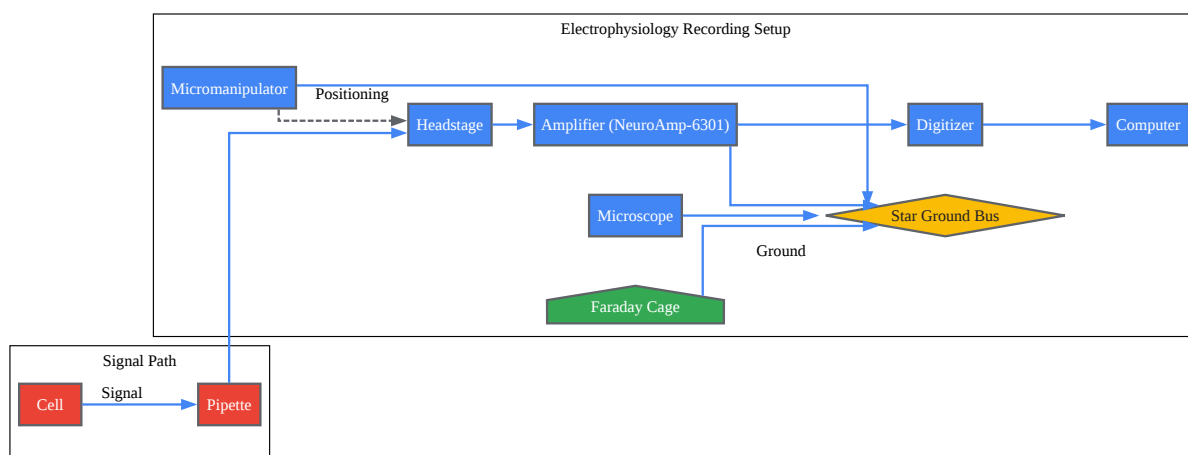 Electrophysiology Recording Setup
Micromanipulator
Positioning
Headstage
Amplifier (NeuroAmp-6301)
Digitizer
Computer
Microscope
Star Ground Bus
Ground
Faraday Cage
Signal Path
Signal
Cell
Pipette